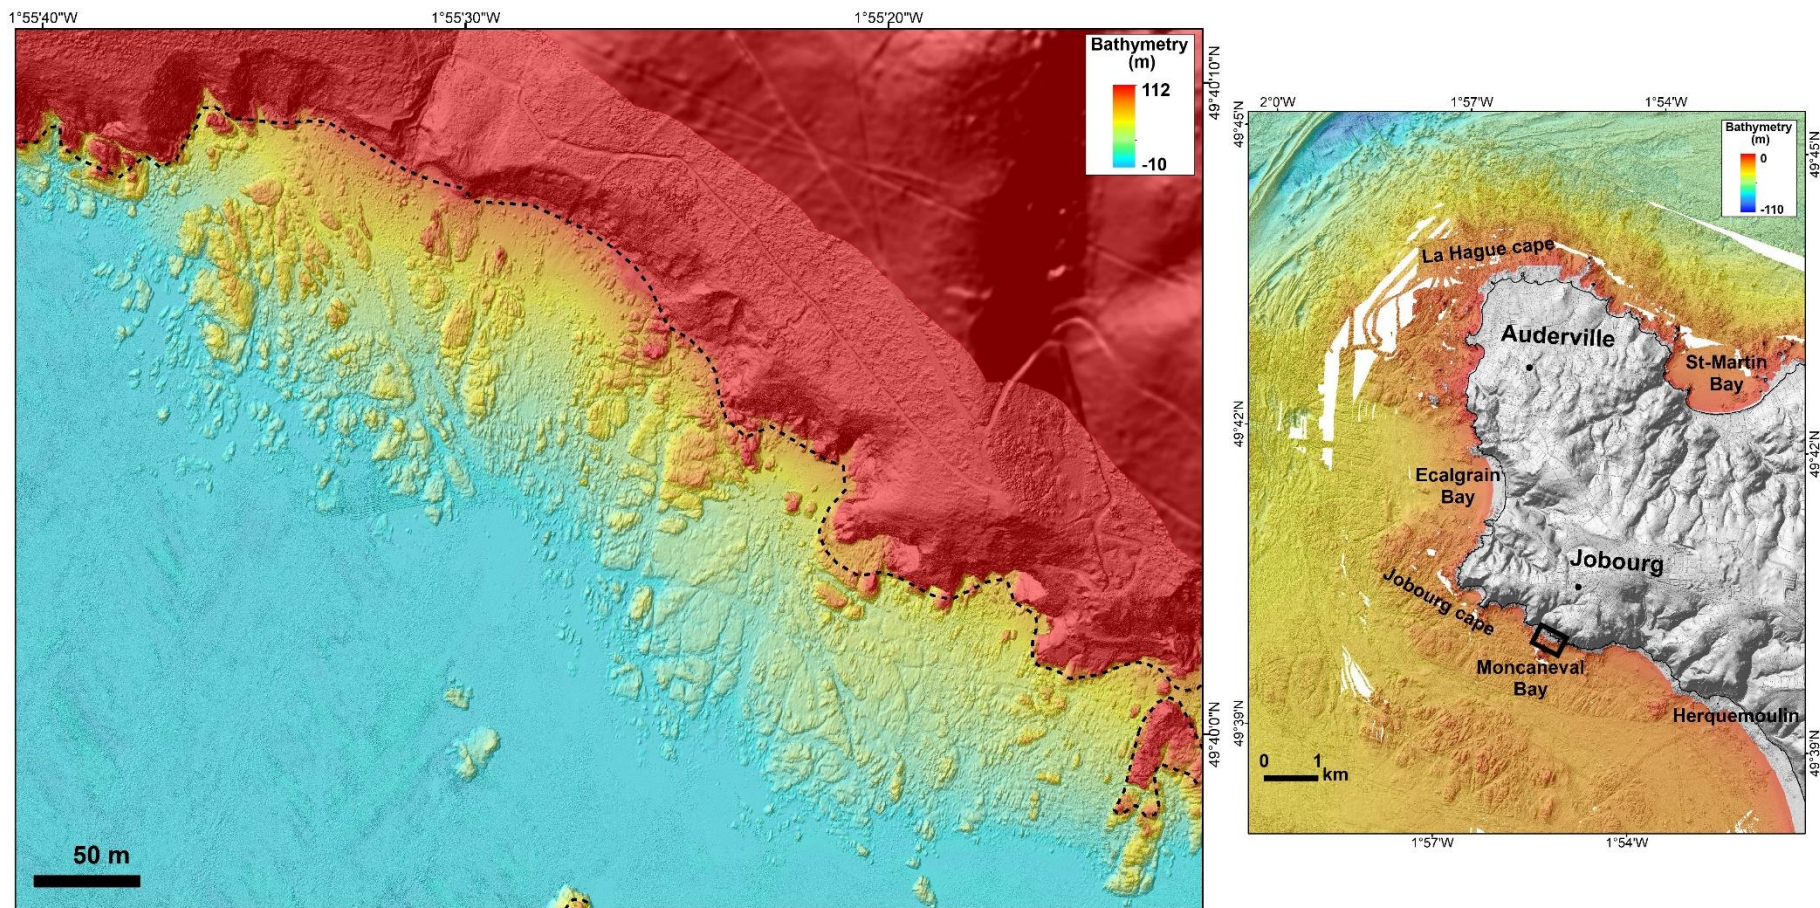 1°55'40"W
1°55'30"W
1°55'20"W
Bathymetry
(m)
112
-10
49°40'10"N
49°40'0"N
50 m
2°0'W
1°57'W
1°54'W
49°45'N
49°45'N
Bathymetry
(m)
0
-110
La Hague cape
Auderville
St-Martin
Bay
49°42'N
49°42'N
Ecalgrain
Bay
Jobourg
Jobourg cape
Moncaneval
Bay
Herquemoulin
49°39'N
49°39'N
0 1
km
1°57'W
1°54'W